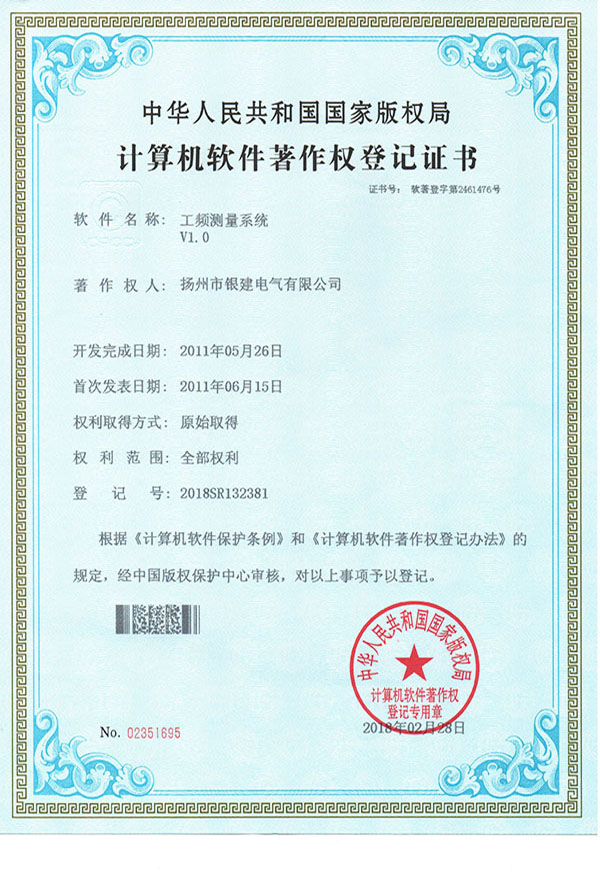 中华人民共和国国家版权局
计算机软件著作权登记证书
证书号： 软著登字第2461476号
软 件 名 称： 工频测量系统
V1.0
著 作 权 人： 扬州市银建电气有限公司
开发完成日期： 2011年05月26日
首次发表日期： 2011年06月15日
权利取得方式： 原始取得
权 利 范 围： 全部权利
登 记 号： 2018SR132381
根据《计算机软件保护条例》和《计算机软件著作权登记办法》的
规定，经中国版权保护中心审核，对以上事项予以登记。
中华人民共和国国家版权局
计算机软件著作权
登记专用章
No. 02351695
2018年02月28日